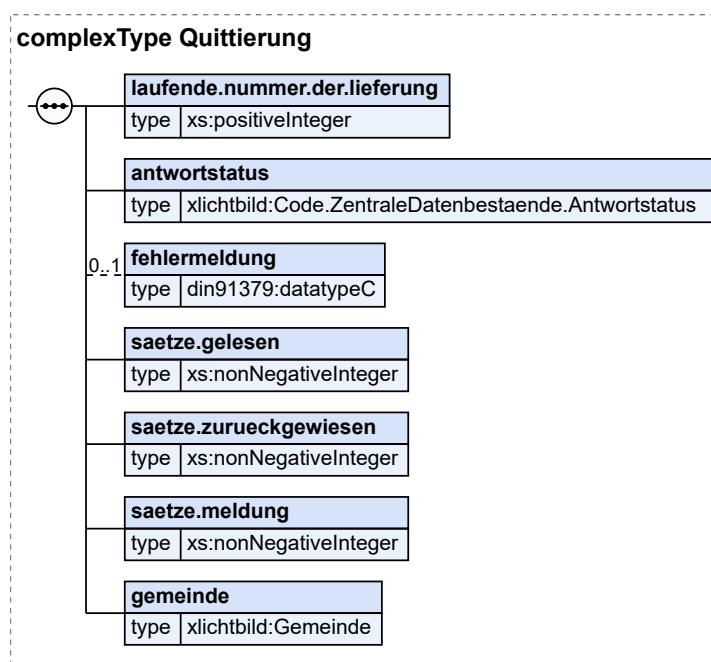 complexType Quittierung
laufende.nummer.der.lieferung
type xs:positiveInteger
antwortstatus
type xlichtbild:Code.ZentraleDatenbestaende.Antwortstatus
0..1 fehlermeldung
type din91379:datatypeC
saetze.gelesen
type xs:nonNegativeInteger
saetze.zurueckgewiesen
type xs:nonNegativeInteger
saetze.meldung
type xs:nonNegativeInteger
gemeinde
type xlichtbild:Gemeinde